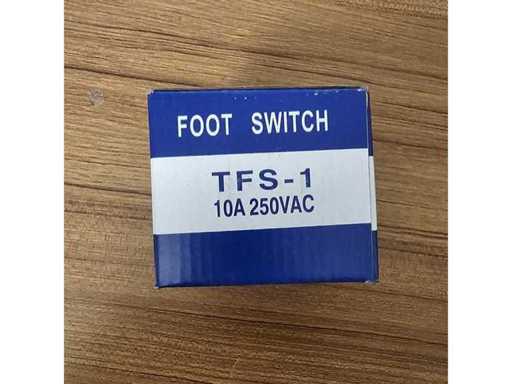 FOOT SWITCH
TFS-1
10A 250VAC